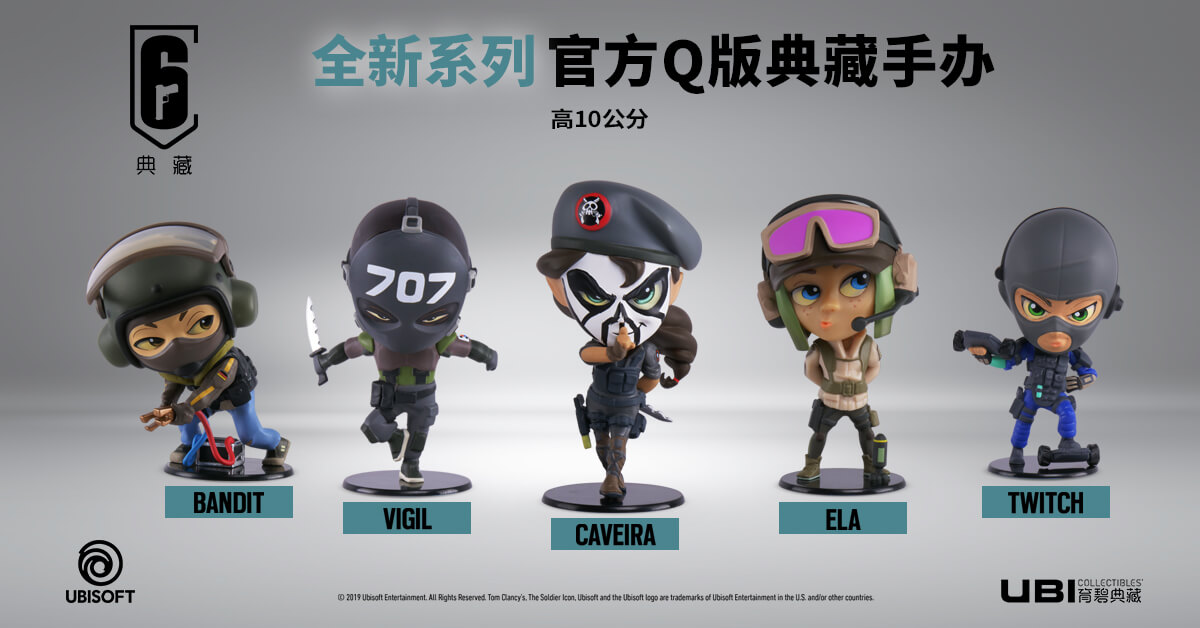 6
典藏
全新系列 官方Q版典藏手办
高10公分
707
BANDIT
VIGIL
CAVEIRA
ELA
TWITCH
UBISOFT
© 2019 Ubisoft Entertainment. All Rights Reserved. Tom Clancy's, The Soldier Icon, Ubisoft and the Ubisoft logo are trademarks of Ubisoft Entertainment in the U.S. and/or other countries.
UBI COLLECTIBLES
育碧典藏